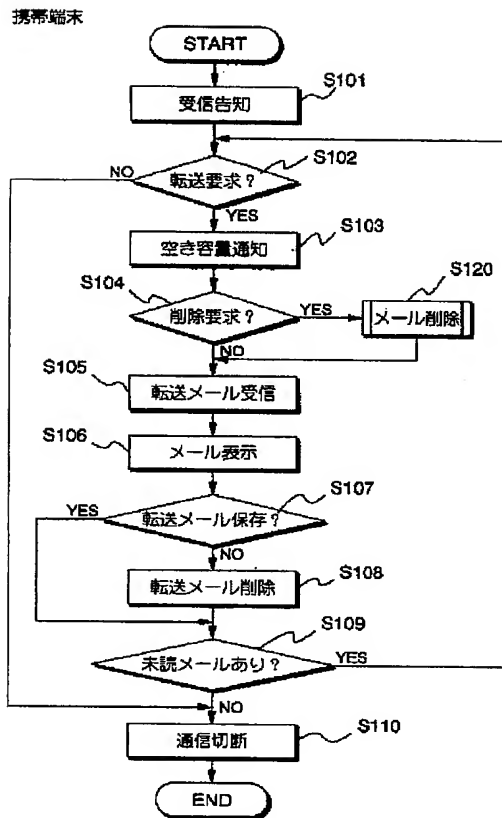 携帯端末
START
受信告知
S101
転送要求?
S102
NO
YES
空き容量通知
S103
S104
削除要求?
YES
S120
メール削除
NO
S105
転送メール受信
S106
メール表示
S107
YES
転送メール保存?
NO
転送メール削除
S108
S109
未読メールあり?
YES
NO
通信切断
S110
END